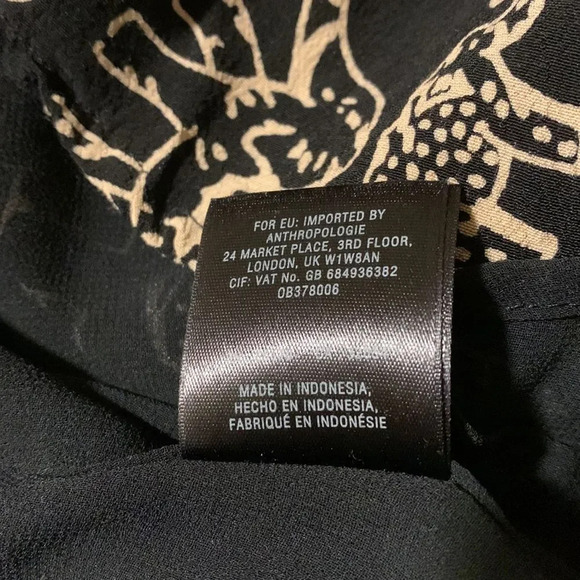 FOR EU: IMPORTED BY
ANTHROPOLOGIE
24 MARKET PLACE, 3RD FLOOR,
LONDON, UK W1W8AN
CIF: VAT No. GB 684936382
OB378006
MADE IN INDONESIA,
HECHO EN INDONESIA,
FABRIQUÉ EN INDONÉSIE